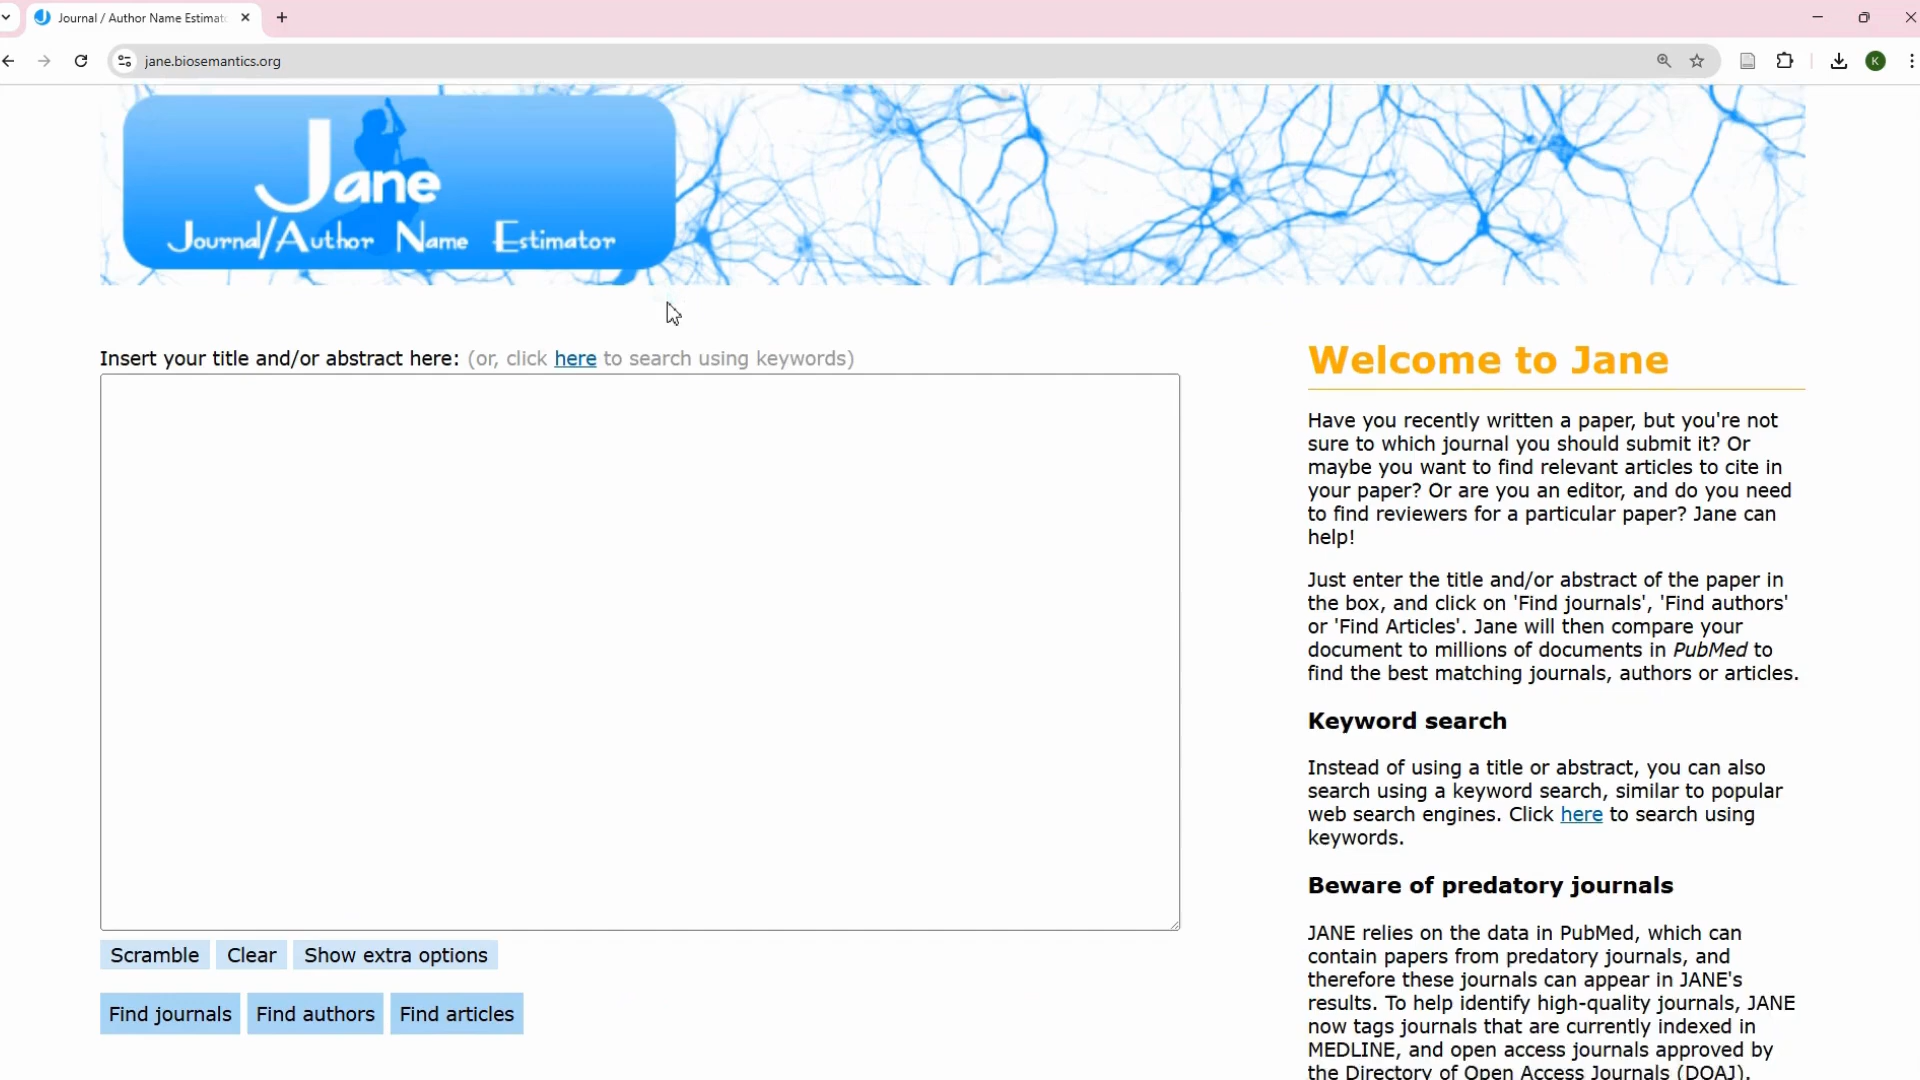 Journal / Author Name Estimat
jane.biosemantics.org
K
Jane
Journal/Author Name Estimator
Insert your title and/or abstract here: (or, click here to search using keywords)
Scramble Clear Show extra options
Find journals Find authors Find articles
Welcome to Jane
Have you recently written a paper, but you're not
sure to which journal you should submit it? Or
maybe you want to find relevant articles to cite in
your paper? Or are you an editor, and do you need
to find reviewers for a particular paper? Jane can
help!
Just enter the title and/or abstract of the paper in
the box, and click on 'Find journals', 'Find authors'
or 'Find Articles'. Jane will then compare your
document to millions of documents in PubMed to
find the best matching journals, authors or articles.
Keyword search
Instead of using a title or abstract, you can also
search using a keyword search, similar to popular
web search engines. Click here to search using
keywords.
Beware of predatory journals
JANE relies on the data in PubMed, which can
contain papers from predatory journals, and
therefore these journals can appear in JANE's
results. To help identify high-quality journals, JANE
now tags journals that are currently indexed in
MEDLINE, and open access journals approved by
the Directory of Open Access Journals (DOAJ).